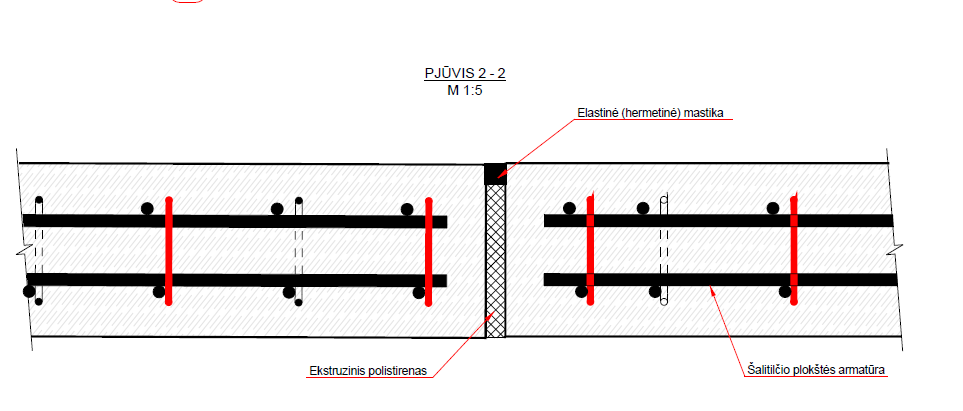 PJŪVIS 2 - 2
M 1:5
Elastinė (hermetinė) mastika
Ekstruzinis polistirenas
Šalitilčio plokštės armatūra